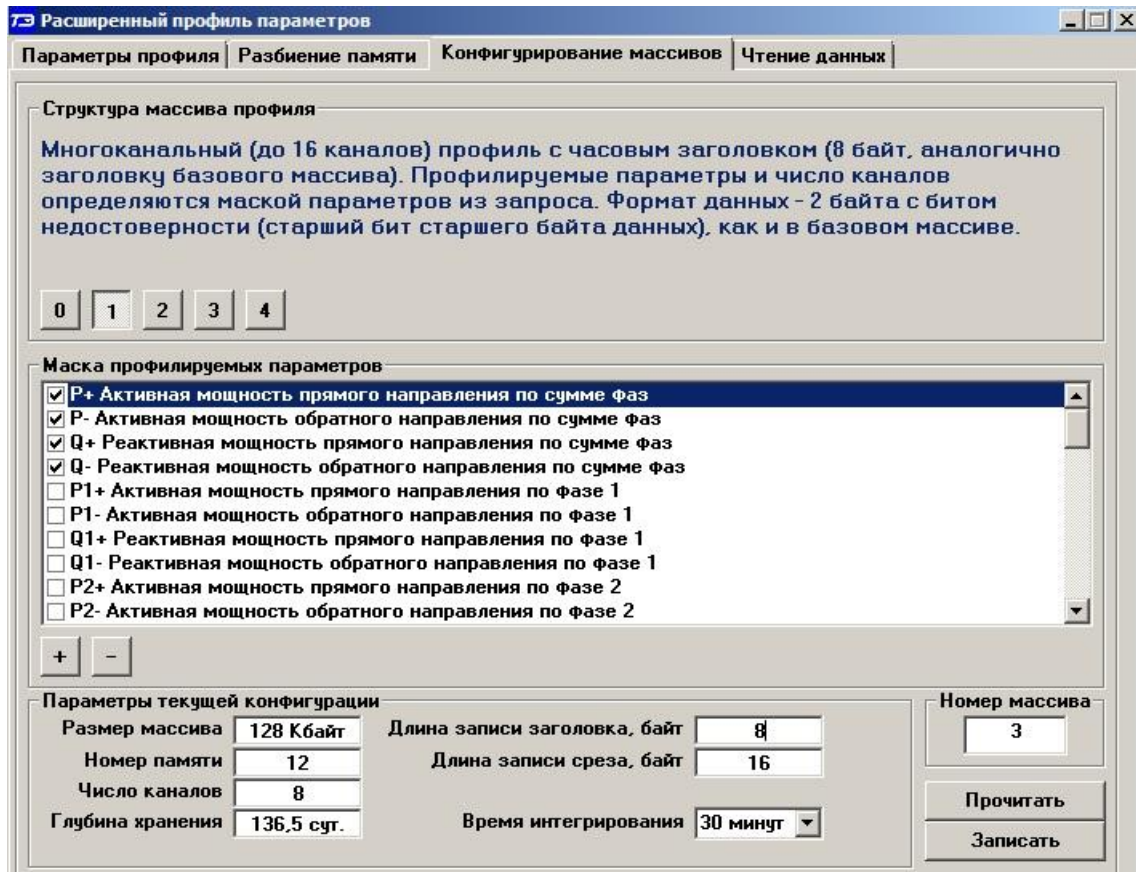 ТЭ Расширенный профиль параметров
Параметры профиля Разбиение памяти Конфигурирование массивов Чтение данных
Структура массива профиля
Многоканальный (до 16 каналов) профиль с часовым заголовком (8 байт, аналогично
заголовку базового массива). Профилируемые параметры и число каналов
определяются маской параметров из запроса. Формат данных - 2 байта с битом
недостоверности (старший бит старшего байта данных), как и в базовом массиве.
0 1 2 3 4
Маска профилируемых параметров
P+ Активная мощность прямого направления по сумме фаз
P- Активная мощность обратного направления по сумме фаз
Q+ Реактивная мощность прямого направления по сумме фаз
Q- Реактивная мощность обратного направления по сумме фаз
P1+ Активная мощность прямого направления по фазе 1
P1- Активная мощность обратного направления по фазе 1
Q1+ Реактивная мощность прямого направления по фазе 1
Q1- Реактивная мощность обратного направления по фазе 1
P2+ Активная мощность прямого направления по фазе 2
P2- Активная мощность обратного направления по фазе 2
+ -
Параметры текущей конфигурации Номер массива
Размер массива 128 Кбайт Длина записи заголовка, байт 8 3
Номер памяти 12 Длина записи среза, байт 16
Число каналов 8 Прочитать
Глубина хранения 136,5 сут. Время интегрирования 30 минут
Записать